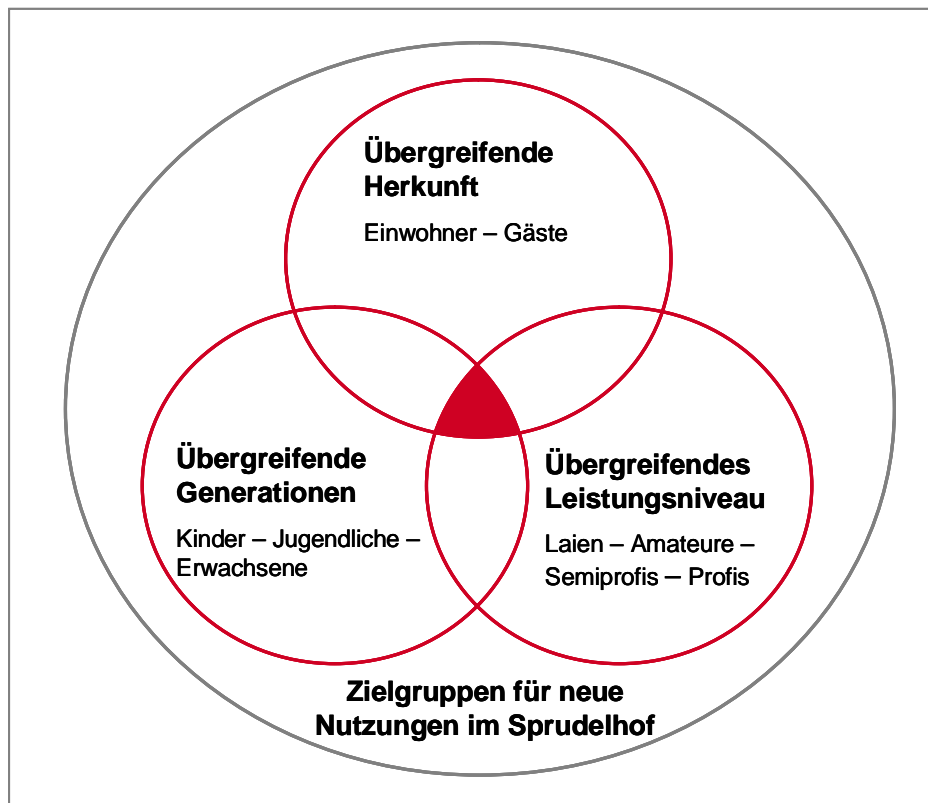 Übergreifende
Herkunft
Einwohner – Gäste
Übergreifende
Generationen
Kinder – Jugendliche –
Erwachsene
Übergreifendes
Leistungsniveau
Laien – Amateure –
Semiprofis – Profis
Zielgruppen für neue
Nutzungen im Sprudelhof